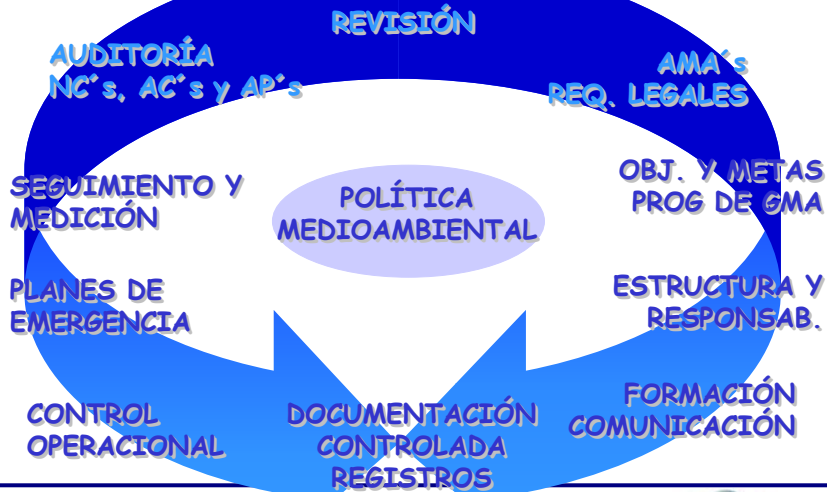 REVISIÓN
AUDITORÍA
NC´s, AC´s y AP´s
AMA´s
REQ. LEGALES
SEGUIMIENTO Y
MEDICIÓN
POLÍTICA
MEDIOAMBIENTAL
OBJ. Y METAS
PROG DE GMA
PLANES DE
EMERGENCIA
ESTRUCTURA Y
RESPONSAB.
CONTROL
OPERACIONAL
DOCUMENTACIÓN
CONTROLADA
REGISTROS
FORMACIÓN
COMUNICACIÓN